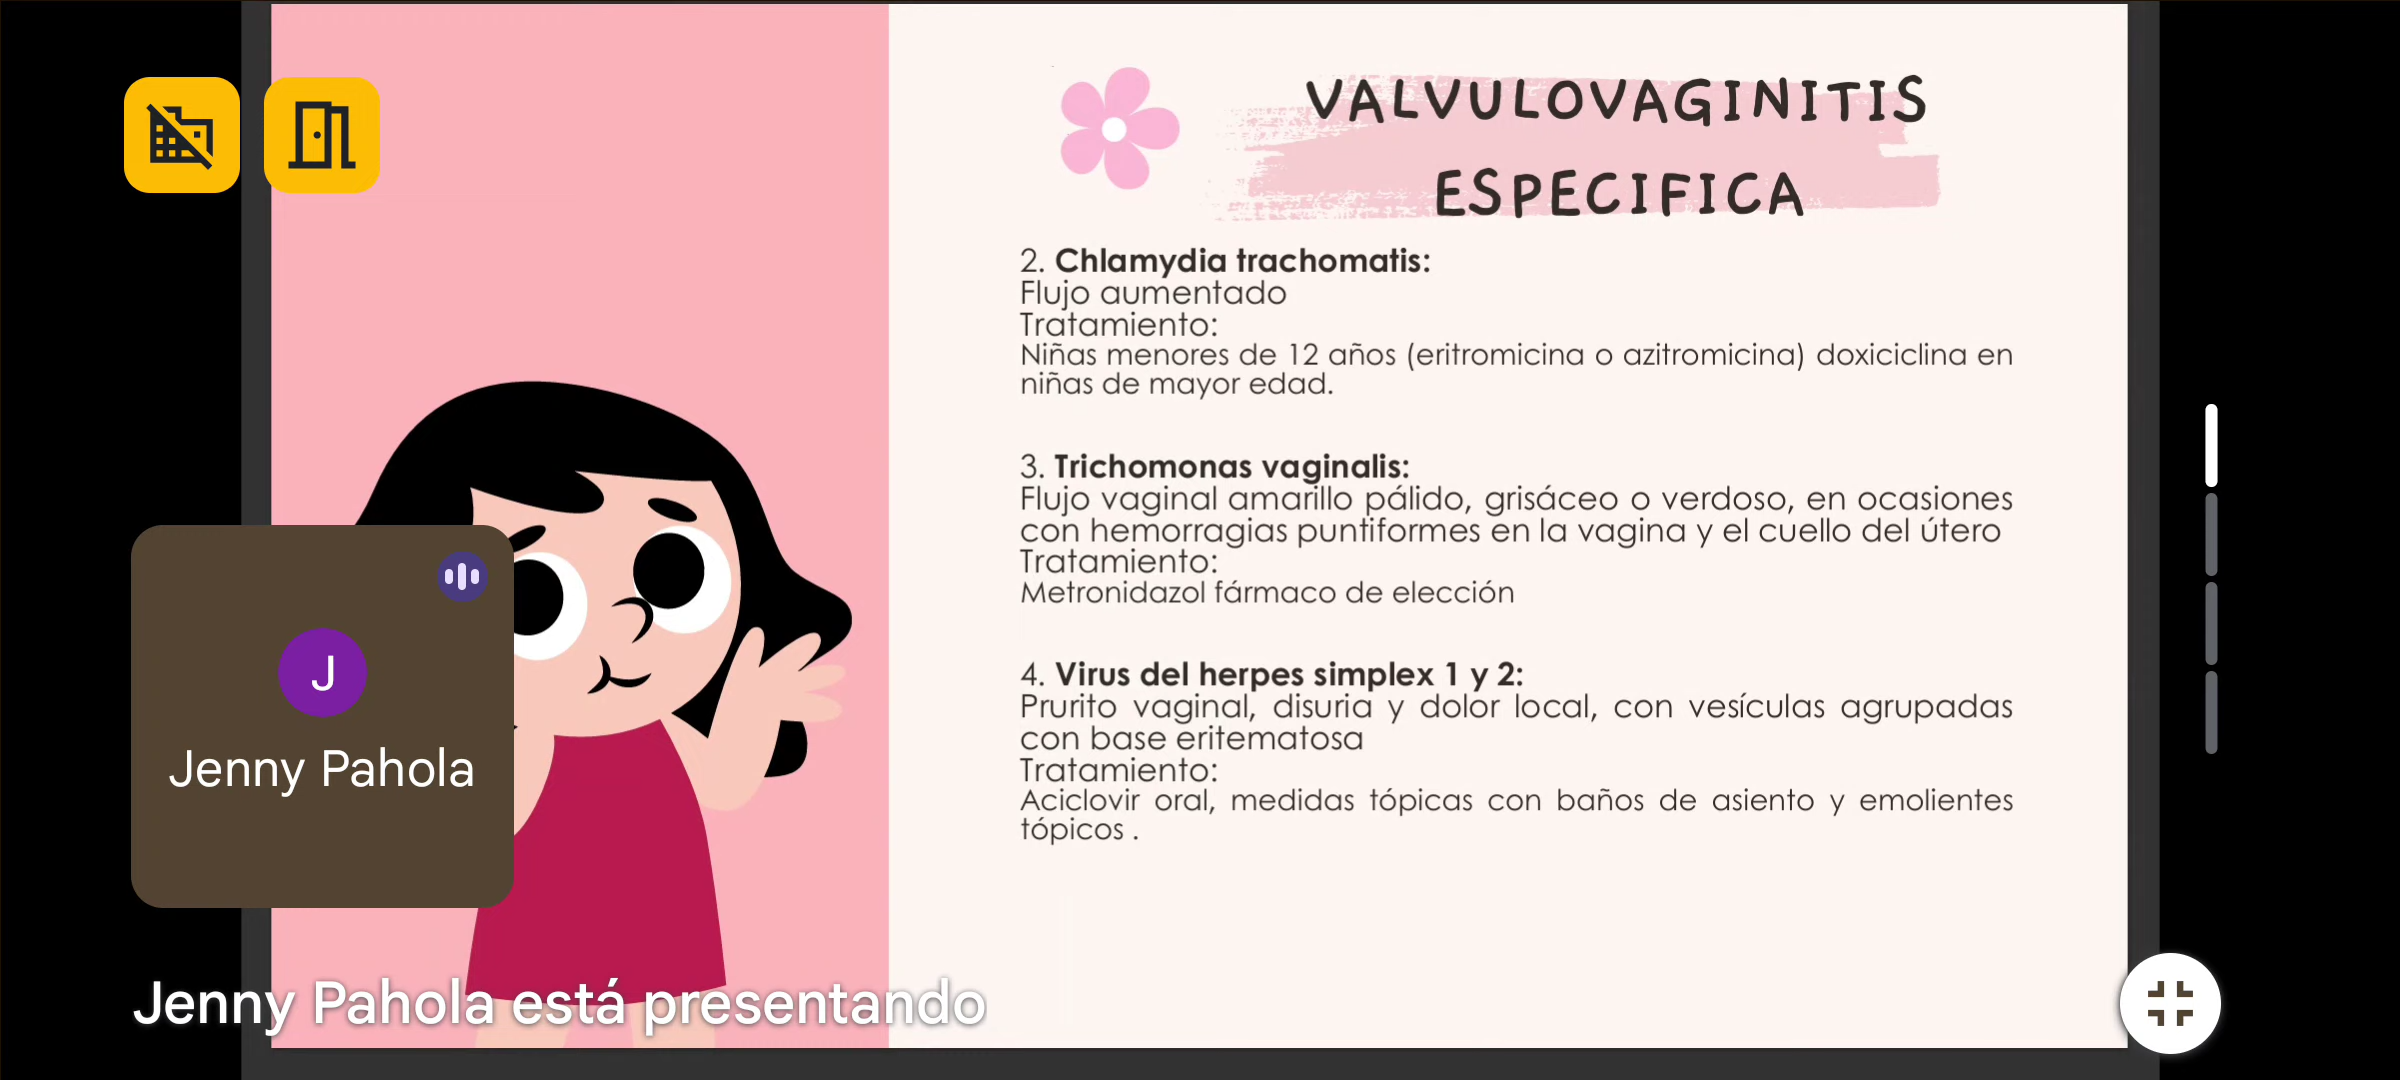 VALVULOVAGINITIS
ESPECIFICA
2. Chlamydia trachomatis:
Flujo aumentado
Tratamiento:
Niñas menores de 12 años (eritromicina o azitromicina) doxiciclina en
niñas de mayor edad.
3. Trichomonas vaginalis:
Flujo vaginal amarillo pálido, grisáceo o verdoso, en ocasiones
con hemorragias puntiformes en la vagina y el cuello del útero
Tratamiento:
Metronidazol fármaco de elección
4. Virus del herpes simplex 1 y 2:
Prurito vaginal, disuria y dolor local, con vesículas agrupadas
con base eritematosa
Tratamiento:
Aciclovir oral, medidas tópicas con baños de asiento y emolientes
tópicos .
J
Jenny Pahola
Jenny Pahola está presentando